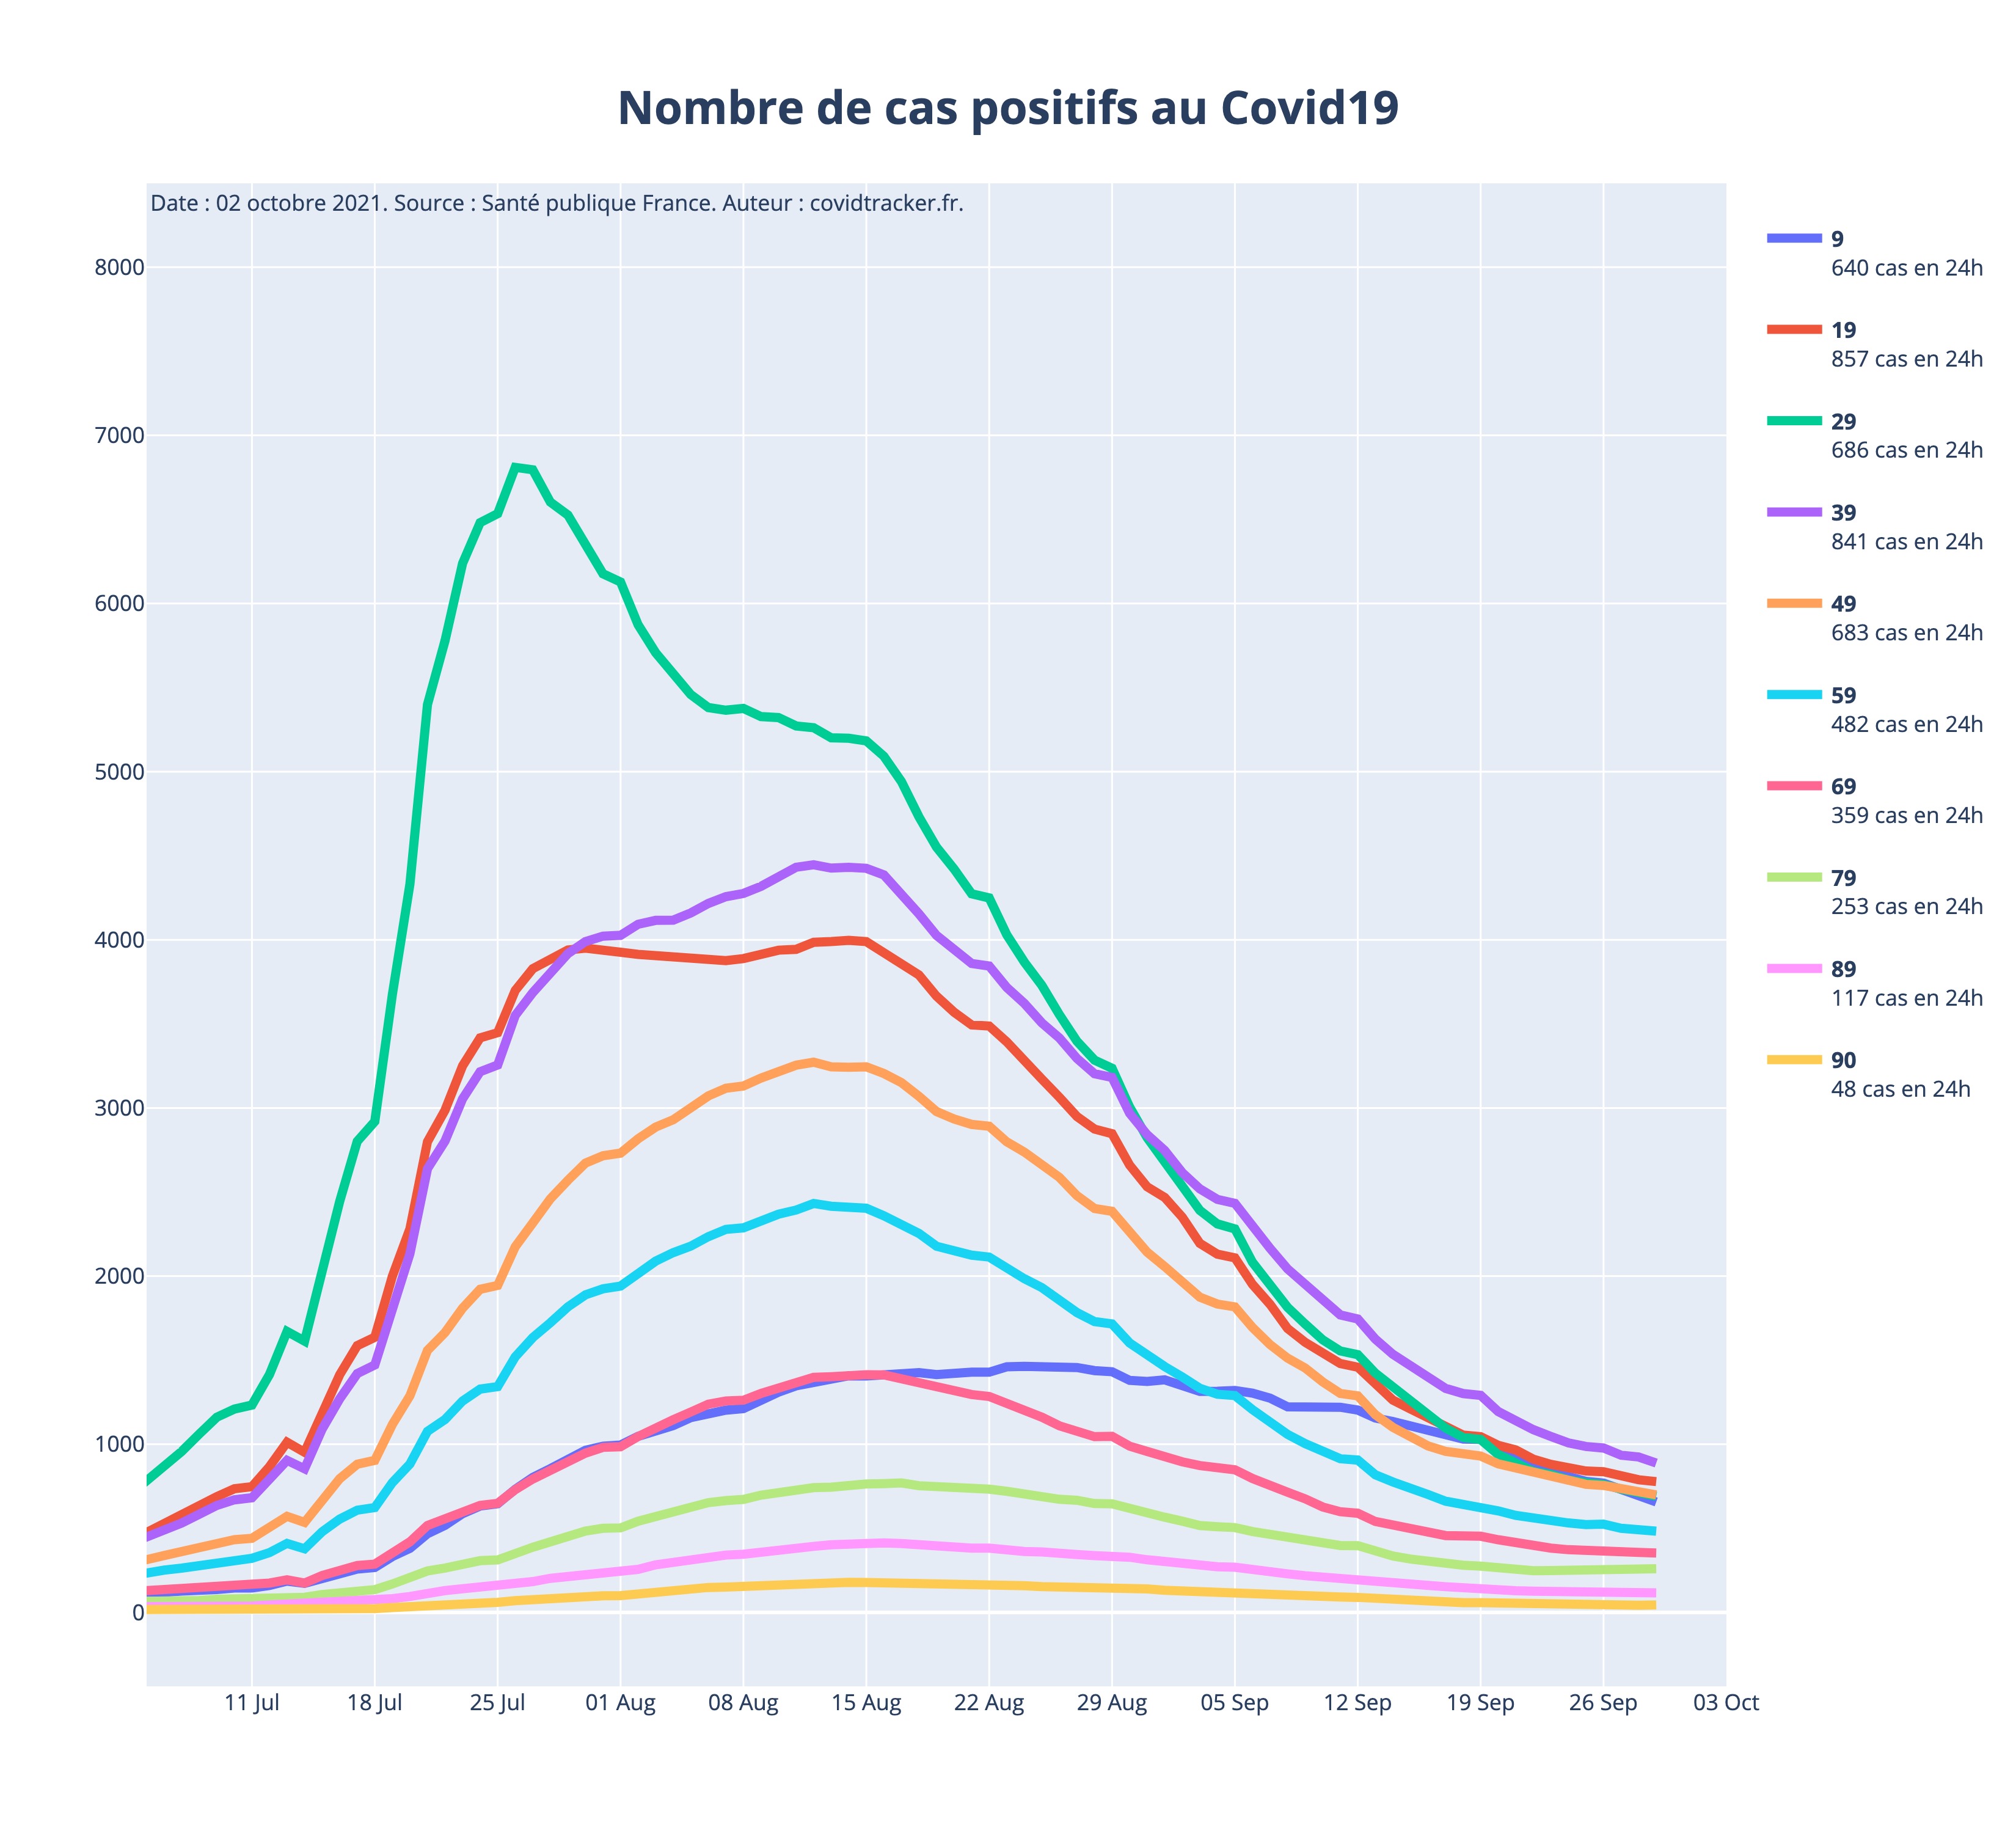 Nombre de cas positifs au Covid19
Date : 02 octobre 2021. Source : Santé publique France. Auteur : covidtracker.fr.
8000
7000
6000
5000
4000
3000
2000
1000
0
11 Jul
18 Jul
25 Jul
01 Aug
08 Aug
15 Aug
22 Aug
29 Aug
05 Sep
12 Sep
19 Sep
26 Sep
03 Oct
9
640 cas en 24h
19
857 cas en 24h
29
686 cas en 24h
39
841 cas en 24h
49
683 cas en 24h
59
482 cas en 24h
69
359 cas en 24h
79
253 cas en 24h
89
117 cas en 24h
90
48 cas en 24h